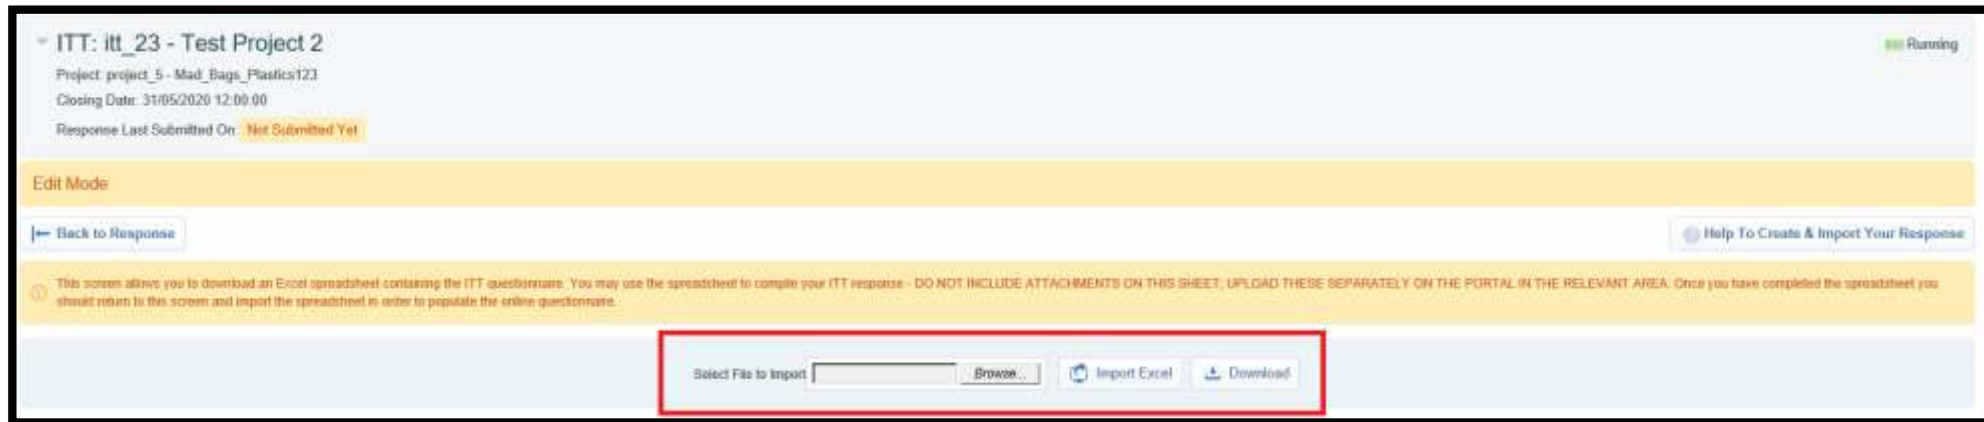 ITT: itt_23 - Test Project 2
Running
Project: project_5 - Mad_Bags_Plastics123
Closing Date: 31/05/2020 12:00:00
Response Last Submitted On: Not Submitted Yet
Edit Mode
Back to Response
Help To Create & Import Your Response
This screen allows you to download an Excel spreadsheet containing the ITT questionnaire. You may use the spreadsheet to compile your ITT response - DO NOT INCLUDE ATTACHMENTS ON THIS SHEET, UPLOAD THESE SEPARATELY ON THE PORTAL IN THE RELEVANT AREA. Once you have completed the spreadsheet you
should return to this screen and import the spreadsheet in order to populate the online questionnaire.
Select File to Import Browse... Import Excel Download